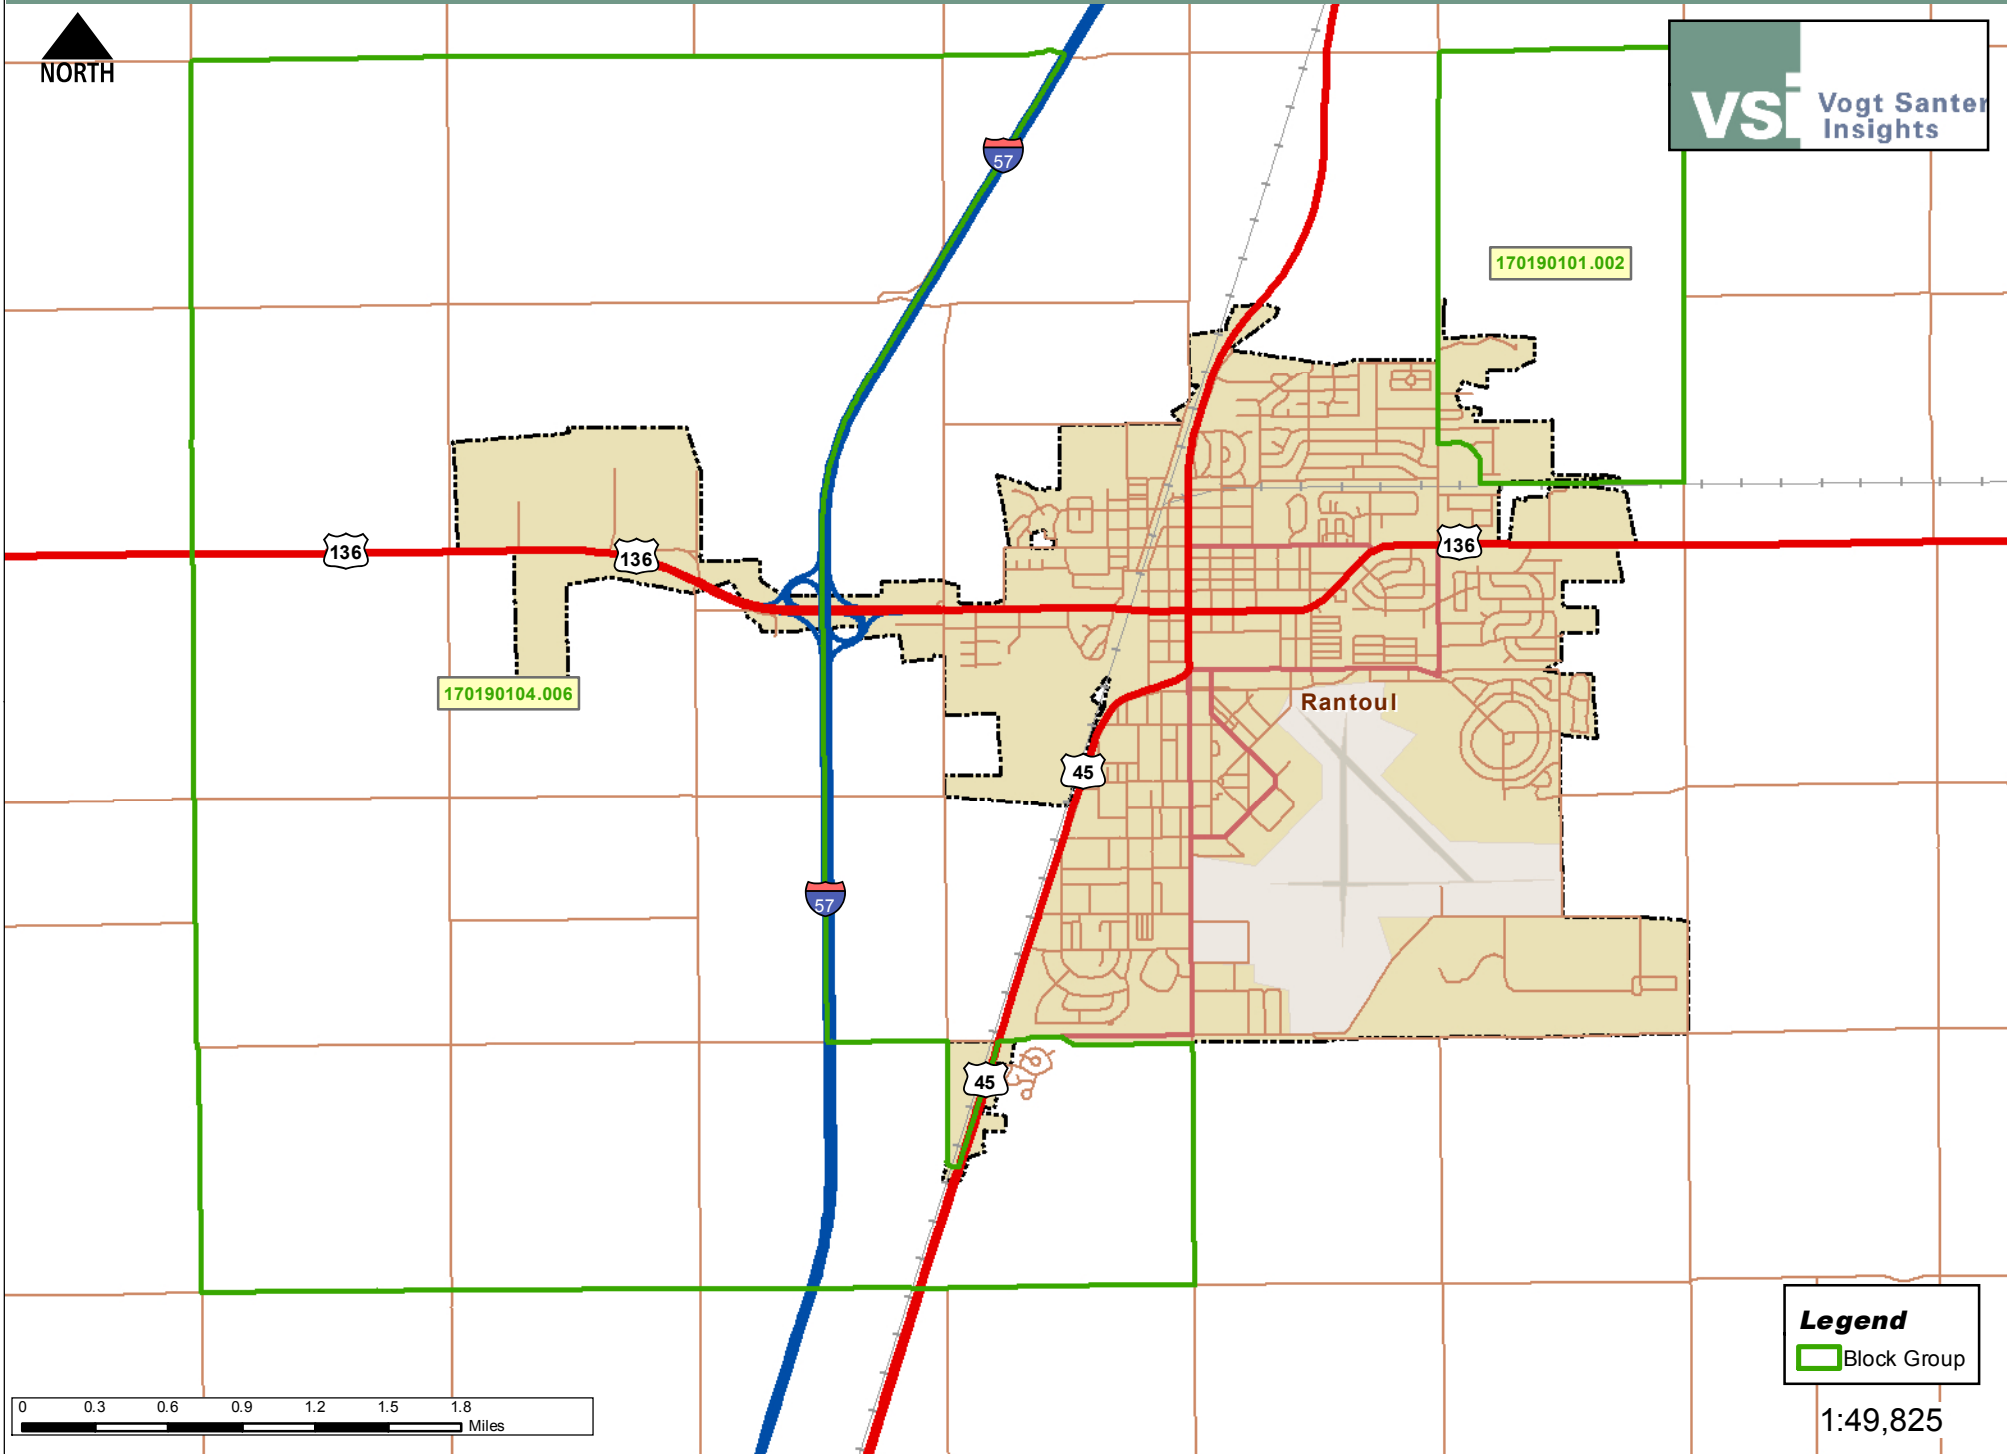 NORTH
vsi
Vogt Santer
Insights
57
170190101.002
136
136
136
170190104.006
Rantoul
45
57
45
Legend
Block Group
0 0.3 0.6 0.9 1.2 1.5 1.8
Miles
1:49,825